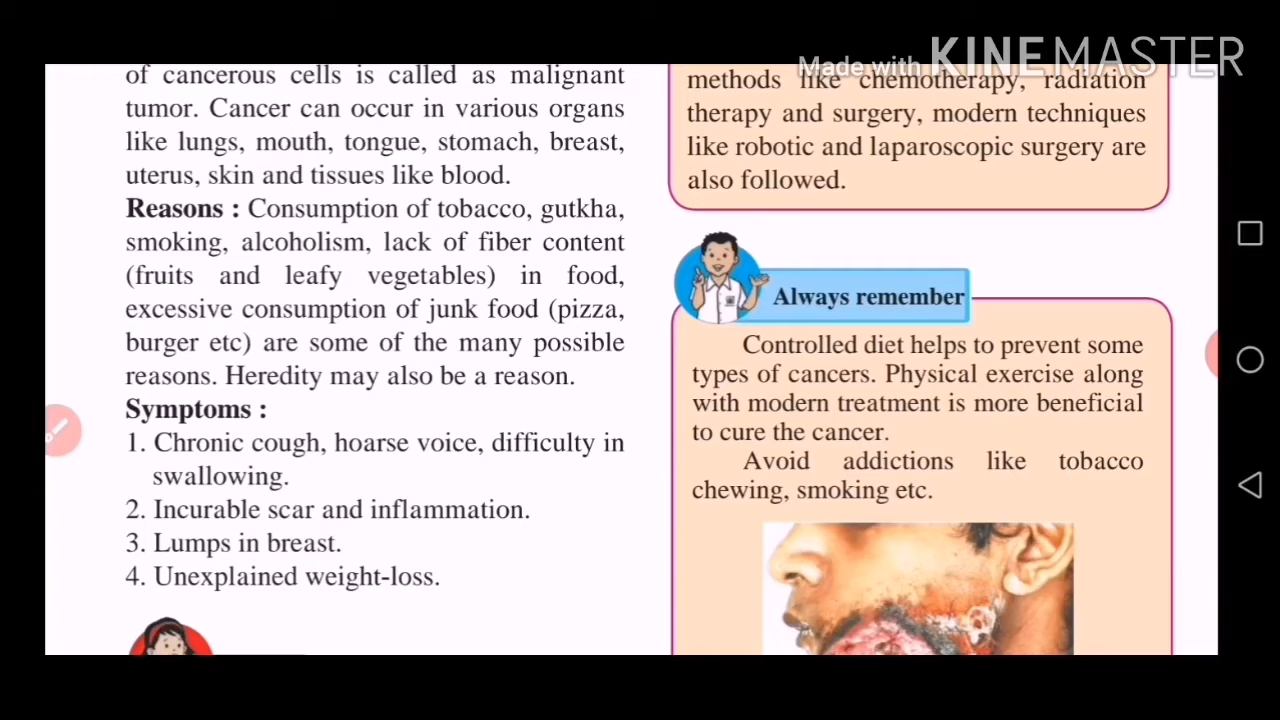 Made with KINEMASTER
of cancerous cells is called as malignant
tumor. Cancer can occur in various organs
like lungs, mouth, tongue, stomach, breast,
uterus, skin and tissues like blood.
Reasons : Consumption of tobacco, gutkha,
smoking, alcoholism, lack of fiber content
(fruits and leafy vegetables) in food,
excessive consumption of junk food (pizza,
burger etc) are some of the many possible
reasons. Heredity may also be a reason.
Symptoms :
1. Chronic cough, hoarse voice, difficulty in
swallowing.
2. Incurable scar and inflammation.
3. Lumps in breast.
4. Unexplained weight-loss.
methods like chemotherapy, radiation
therapy and surgery, modern techniques
like robotic and laparoscopic surgery are
also followed.
Always remember
Controlled diet helps to prevent some
types of cancers. Physical exercise along
with modern treatment is more beneficial
to cure the cancer.
Avoid addictions like tobacco
chewing, smoking etc.